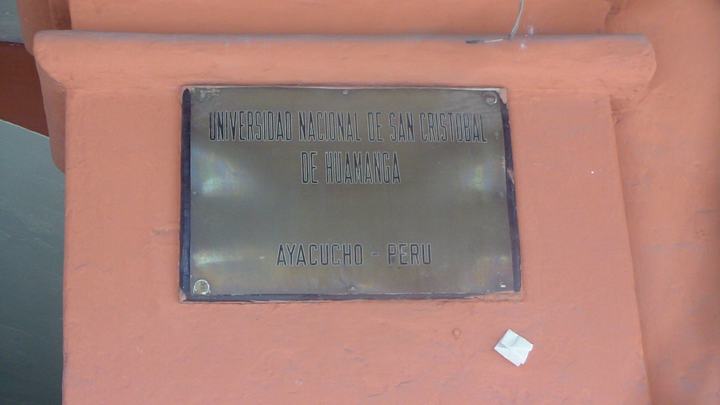 UNIVERSIDAD NACIONAL DE SAN CRISTOBAL
DE HUAMANGA
AYACUCHO - PERU